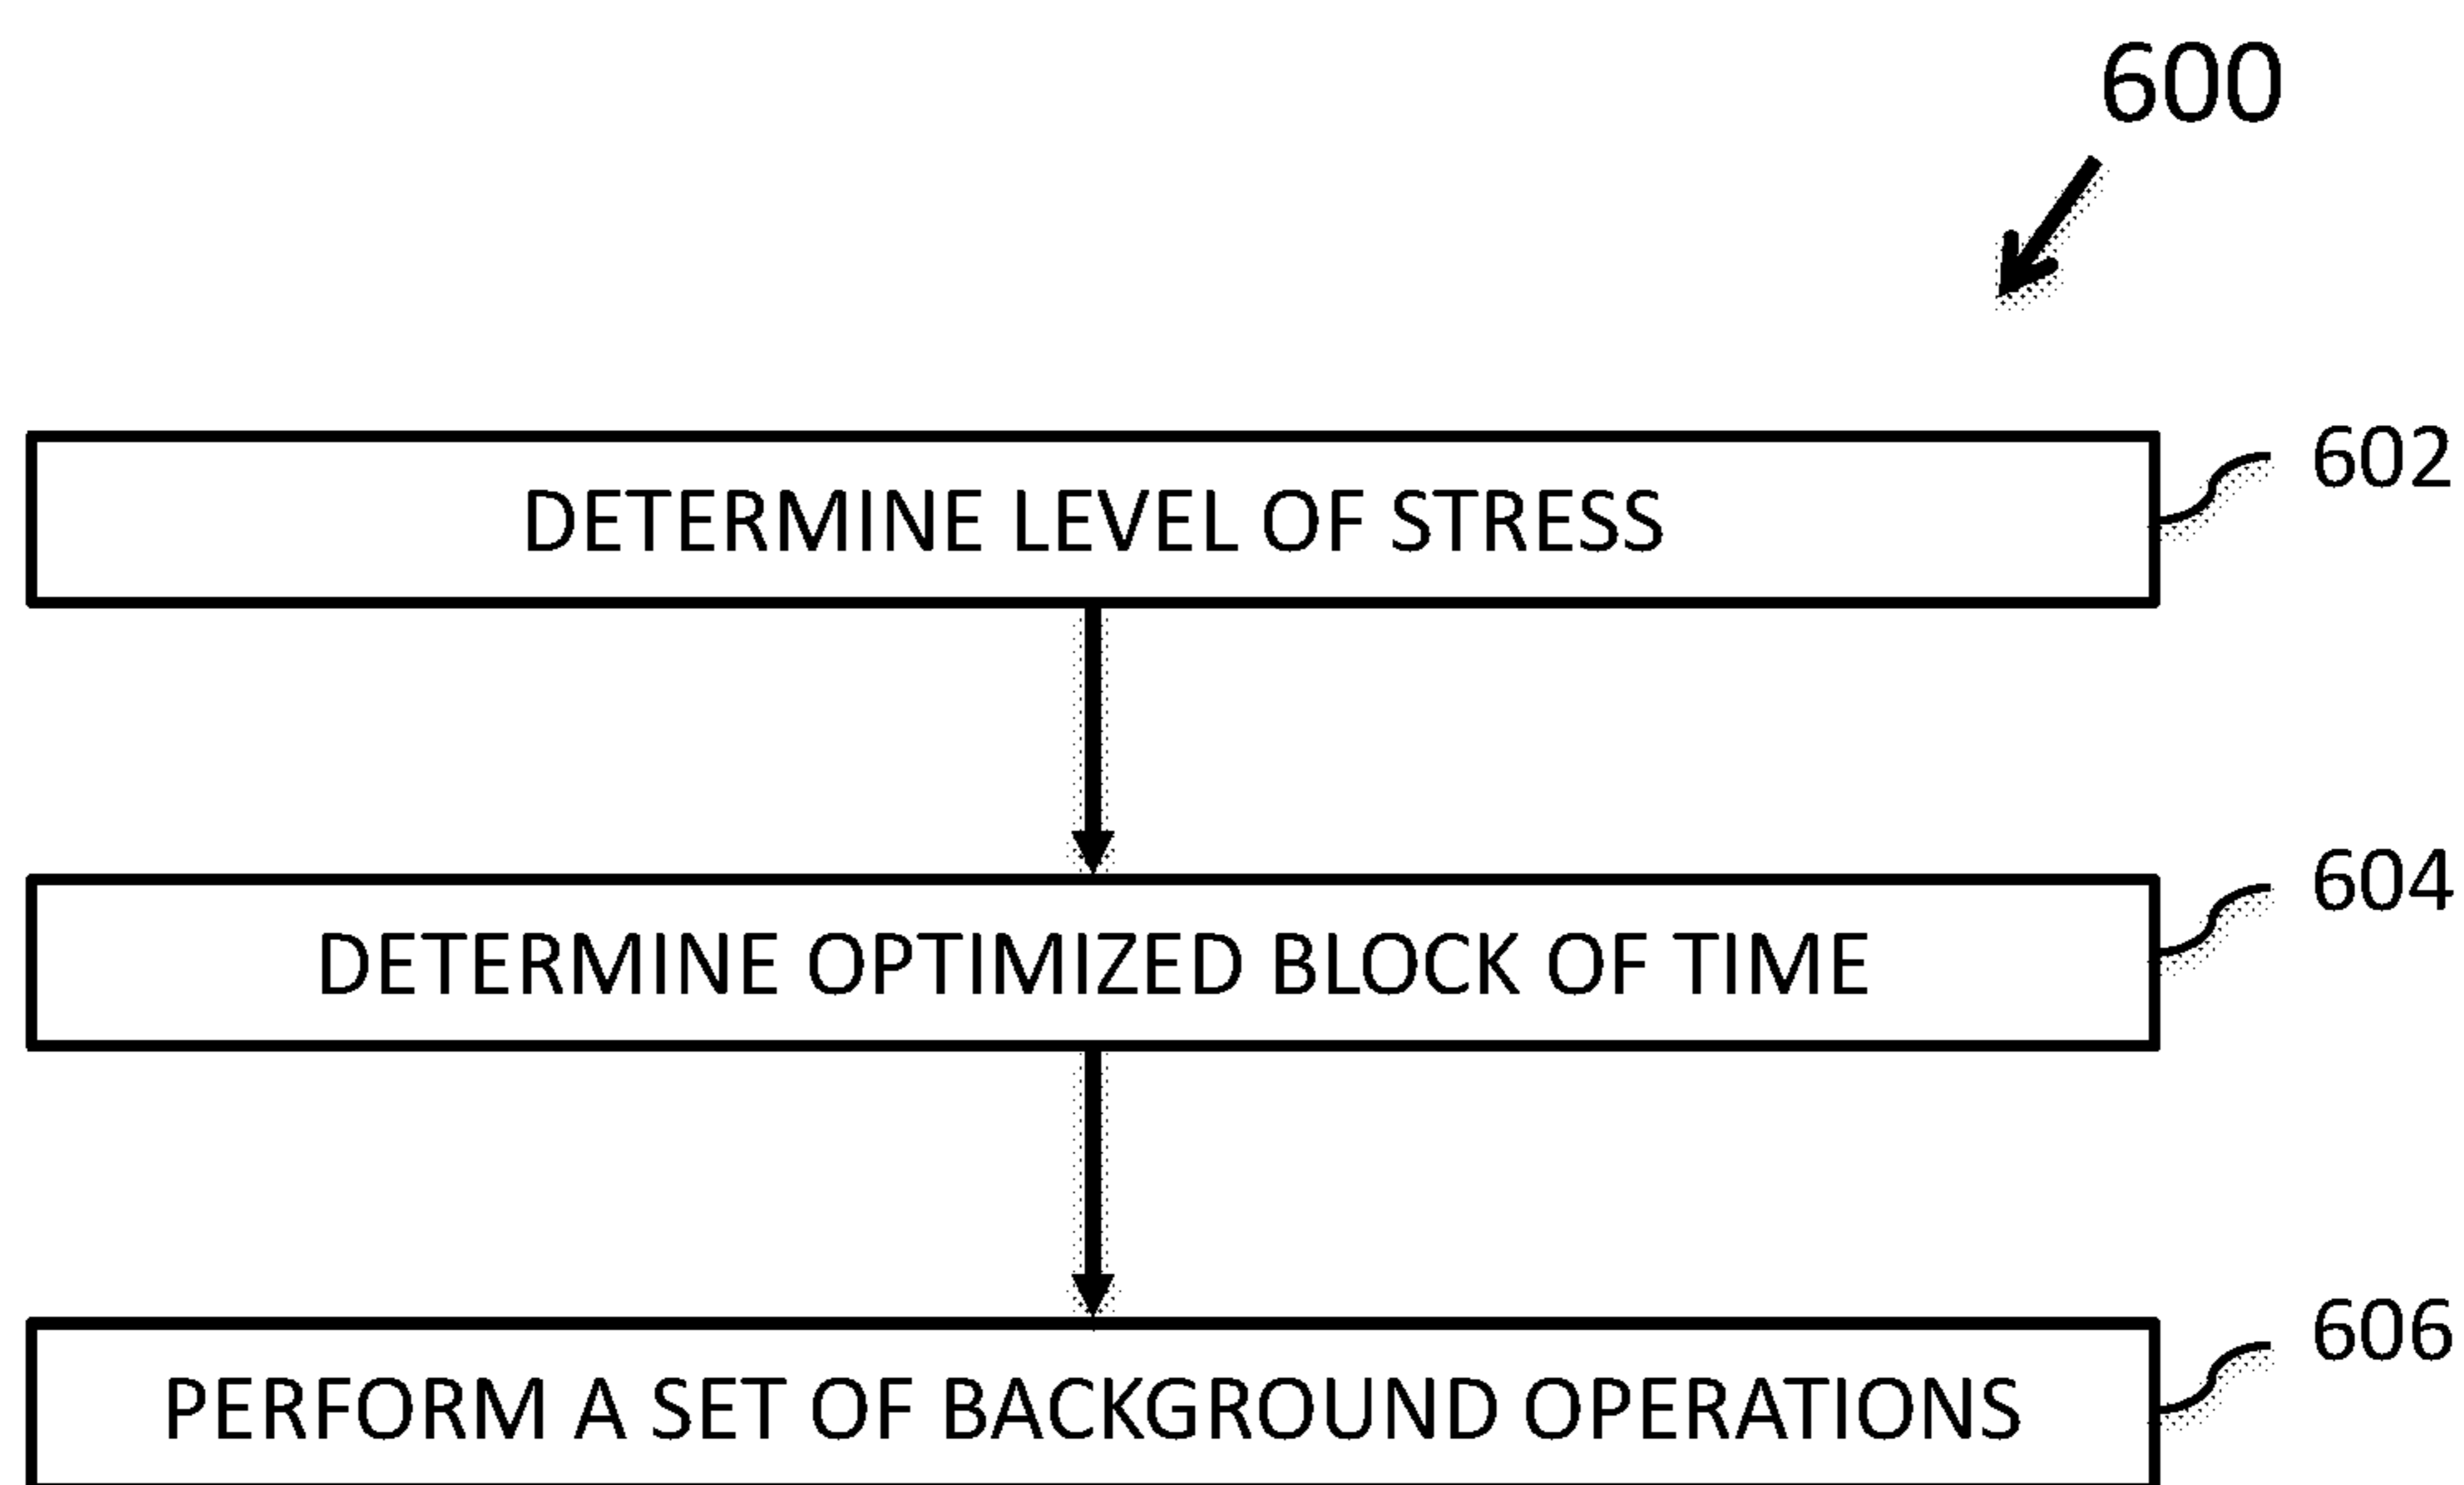 600
DETERMINE LEVEL OF STRESS
602
DETERMINE OPTIMIZED BLOCK OF TIME
604
PERFORM A SET OF BACKGROUND OPERATIONS
606